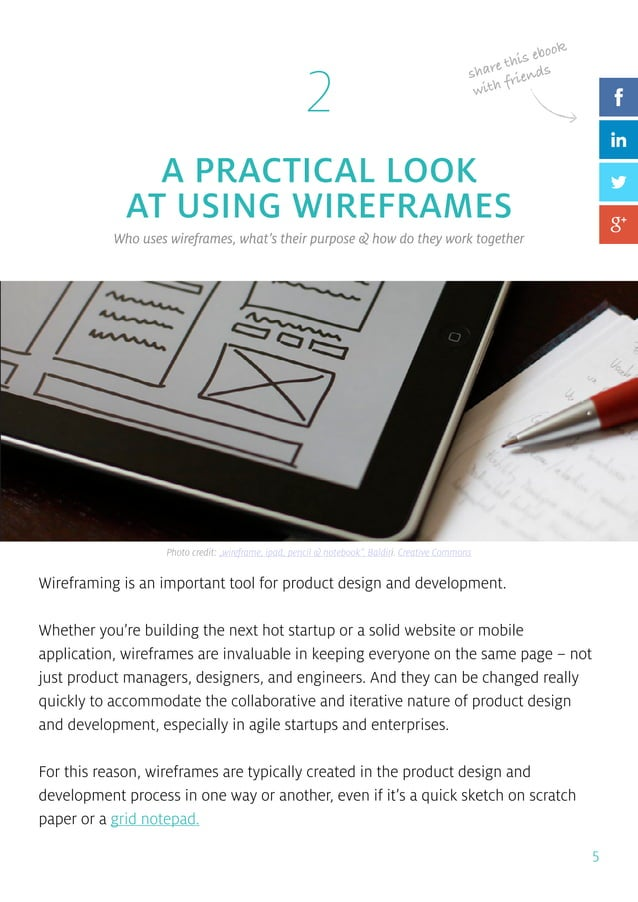 share this ebook
with friends
2
A PRACTICAL LOOK
AT USING WIREFRAMES
Who uses wireframes, what’s their purpose & how do they work together
f
in
g+
Photo credit: „wireframe, ipad, pencil & notebook”. Baldiri. Creative Commons
Wireframing is an important tool for product design and development.
Whether you’re building the next hot startup or a solid website or mobile
application, wireframes are invaluable in keeping everyone on the same page – not
just product managers, designers, and engineers. And they can be changed really
quickly to accommodate the collaborative and iterative nature of product design
and development, especially in agile startups and enterprises.
For this reason, wireframes are typically created in the product design and
development process in one way or another, even if it’s a quick sketch on scratch
paper or a grid notepad.
5